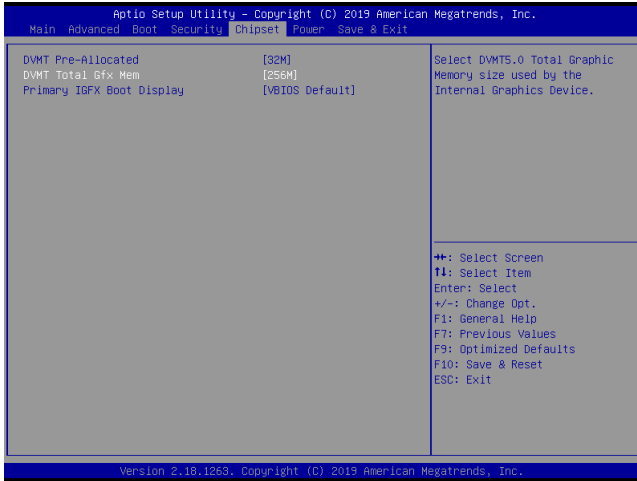 Aptio Setup Utility – Copyright (C) 2019 American Megatrends, Inc.
Main Advanced Boot Security Chipset Power Save & Exit
DVMT Pre-Allocated [32M]
DVMT Total Gfx Mem [256M]
Primary IGFX Boot Display [VBIOS Default]
Select DVMT5.0 Total Graphic
Memory size used by the
Internal Graphics Device.
→←: Select Screen
↑↓: Select Item
Enter: Select
+/-: Change Opt.
F1: General Help
F7: Previous Values
F9: Optimized Defaults
F10: Save & Reset
ESC: Exit
Version 2.18.1263. Copyright (C) 2019 American Megatrends, Inc.